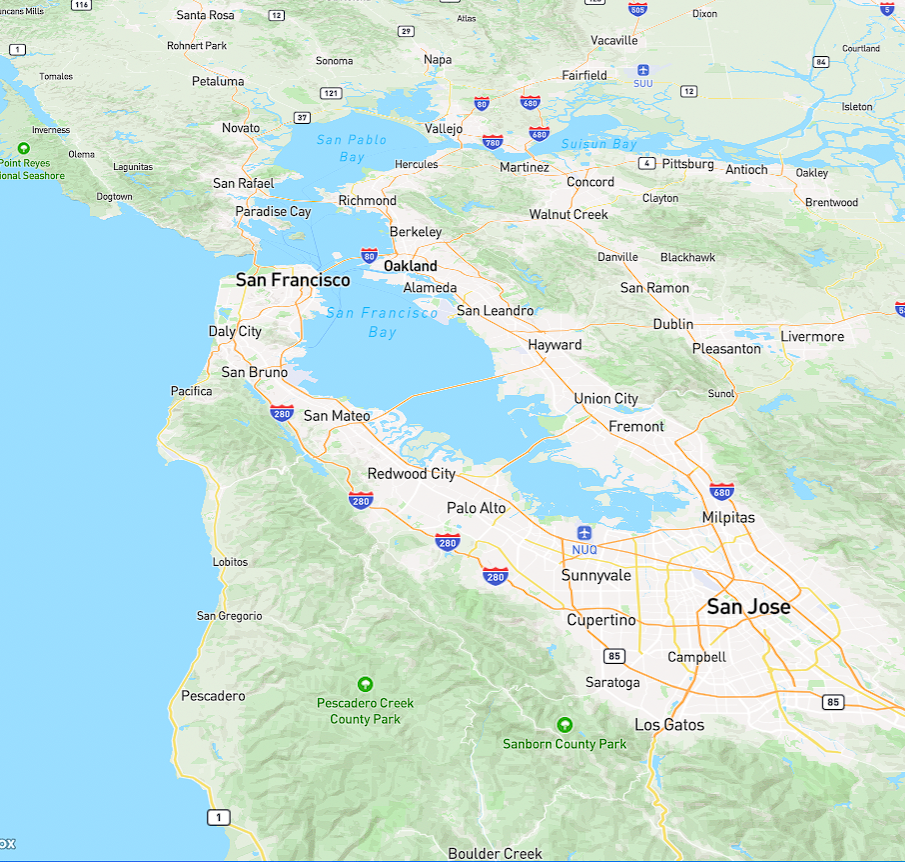 uncans Mills
116
Santa Rosa
12
Atlas
12
505
Dixon
5
1
Rohnert Park
29
Vacaville
Courtland
Sonoma
Napa
84
Tomales
Petaluma
Fairfield
SUU
121
80
680
12
Isleton
37
Inverness
Novato
San Pablo
Bay
Vallejo
780
680
Suisun Bay
Point Reyes
ional Seashore
Olema
Lagunitas
Hercules
Martinez
4
Pittsburg
Antioch
Oakley
San Rafael
Concord
Dogtown
Richmond
Clayton
Brentwood
Paradise Cay
Walnut Creek
Berkeley
80
Oakland
Danville
Blackhawk
San Francisco
Alameda
San Ramon
San Francisco
Bay
San Leandro
58
Daly City
Dublin
Livermore
Hayward
Pleasanton
San Bruno
Pacifica
Union City
Sunol
280
San Mateo
Fremont
Redwood City
280
Palo Alto
680
Milpitas
280
NUQ
Lobitos
280
Sunnyvale
San Jose
San Gregorio
Cupertino
85
Campbell
Saratoga
Pescadero
Pescadero Creek
County Park
85
Los Gatos
Sanborn County Park
1
ox
Boulder Creek